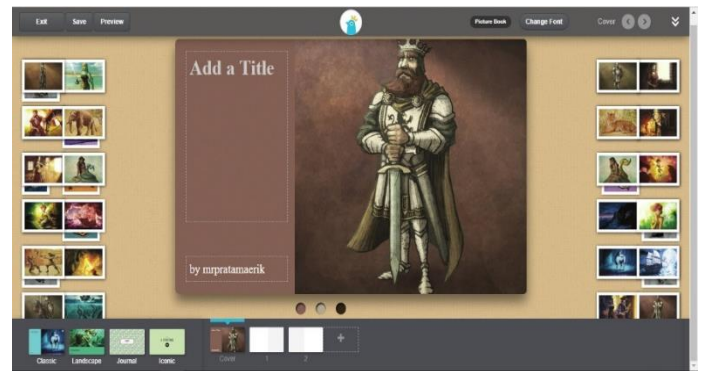 Exit Save Preview
Picture Book Change Font Cover
Add a Title
by mrpratamaerik
Classic Landscape Journal Iconic
Cover 1 2 +